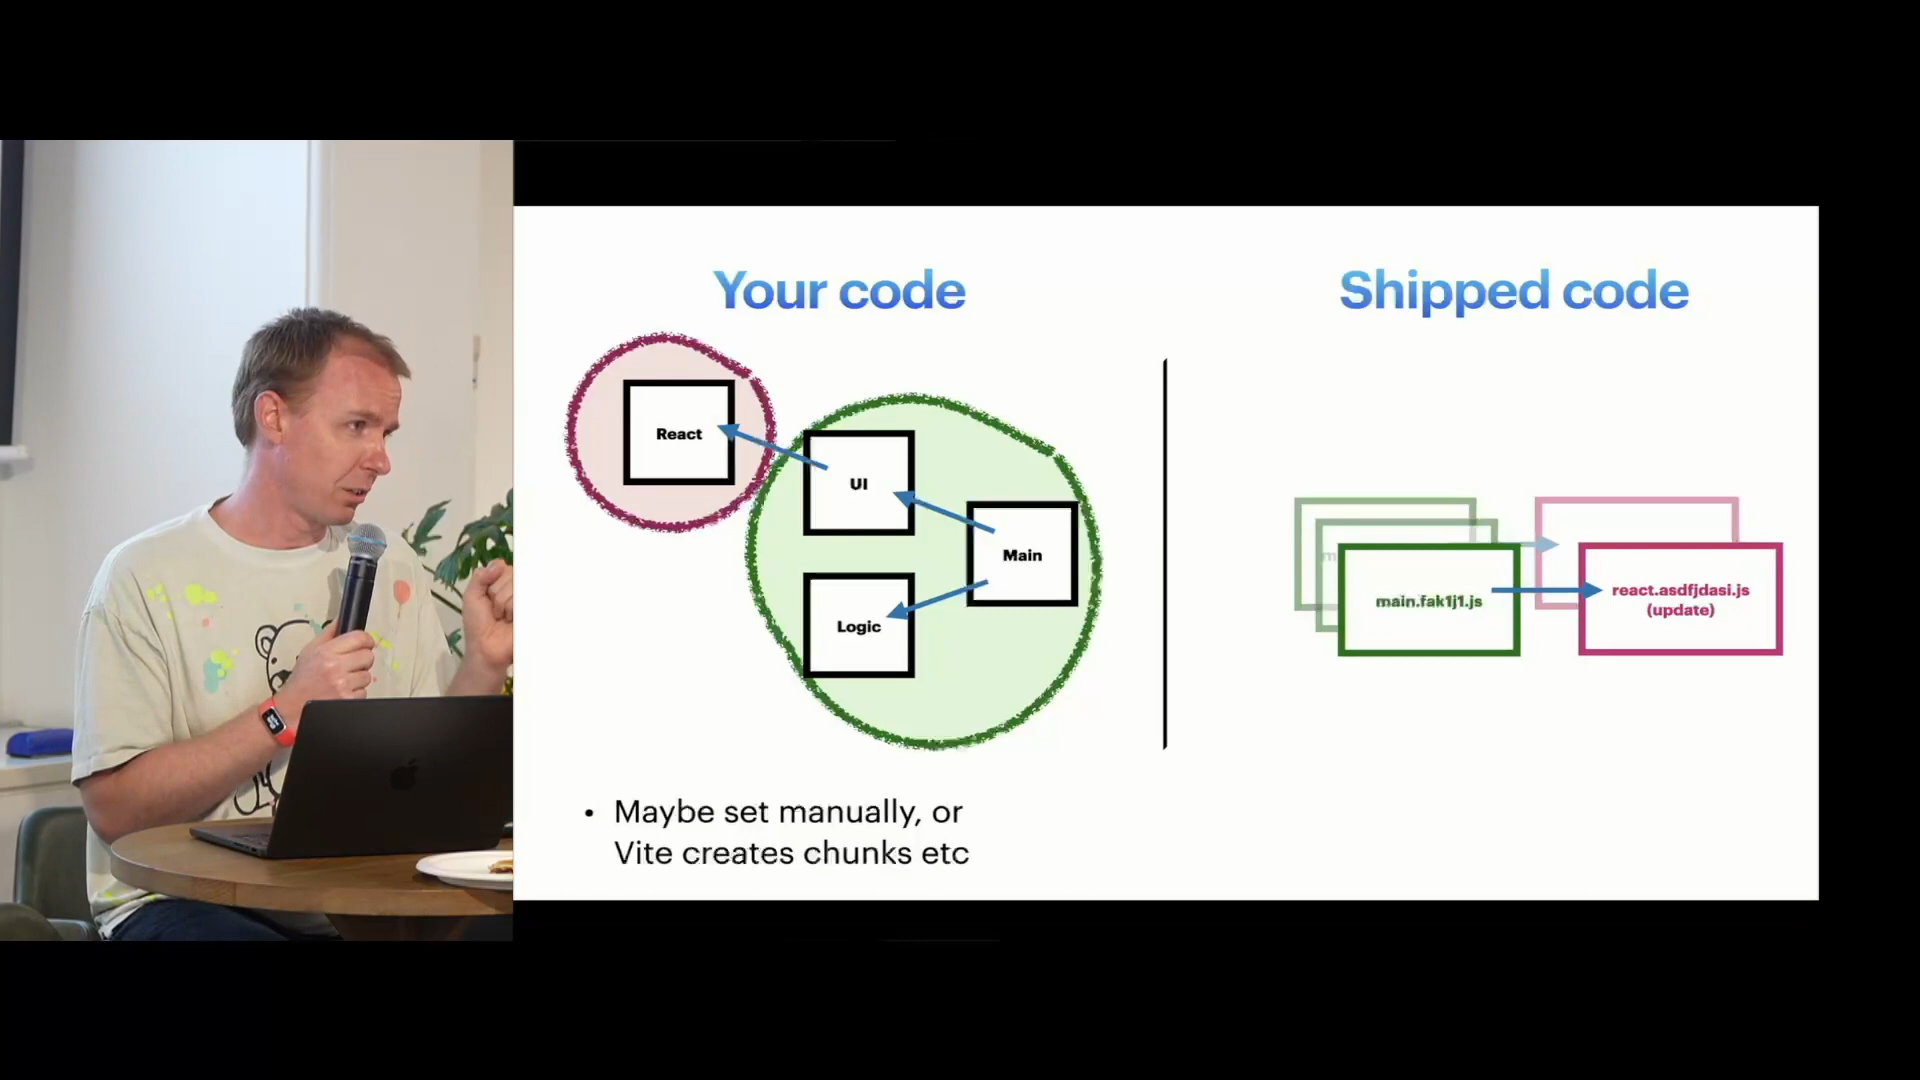 Your code
Shipped code
React
UI
Main
Logic
main.fak1j1.js
react.asdfjdasi.js
(update)
• Maybe set manually, or
Vite creates chunks etc